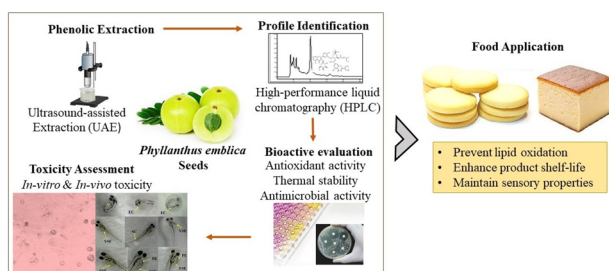 Phenolic Extraction
Profile Identification
Ultrasound-assisted
Extraction (UAE)
High-performance liquid
chromatography (HPLC)
Phyllanthus emblica
Seeds
Bioactive evaluation
Antioxidant activity
Thermal stability
Antimicrobial activity
Toxicity Assessment
In-vitro & In-vivo toxicity
Food Application
• Prevent lipid oxidation
• Enhance product shelf-life
• Maintain sensory properties